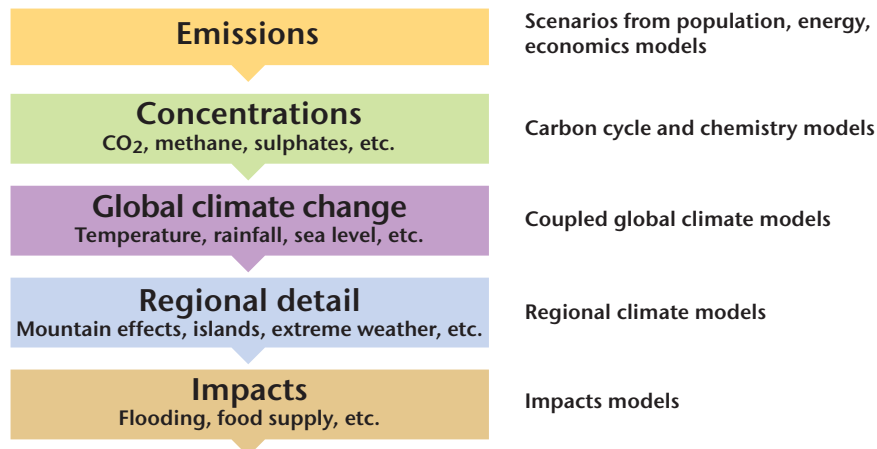 Emissions
Scenarios from population, energy,
economics models
Concentrations
CO₂, methane, sulphates, etc.
Carbon cycle and chemistry models
Global climate change
Temperature, rainfall, sea level, etc.
Coupled global climate models
Regional detail
Mountain effects, islands, extreme weather, etc.
Regional climate models
Impacts
Flooding, food supply, etc.
Impacts models